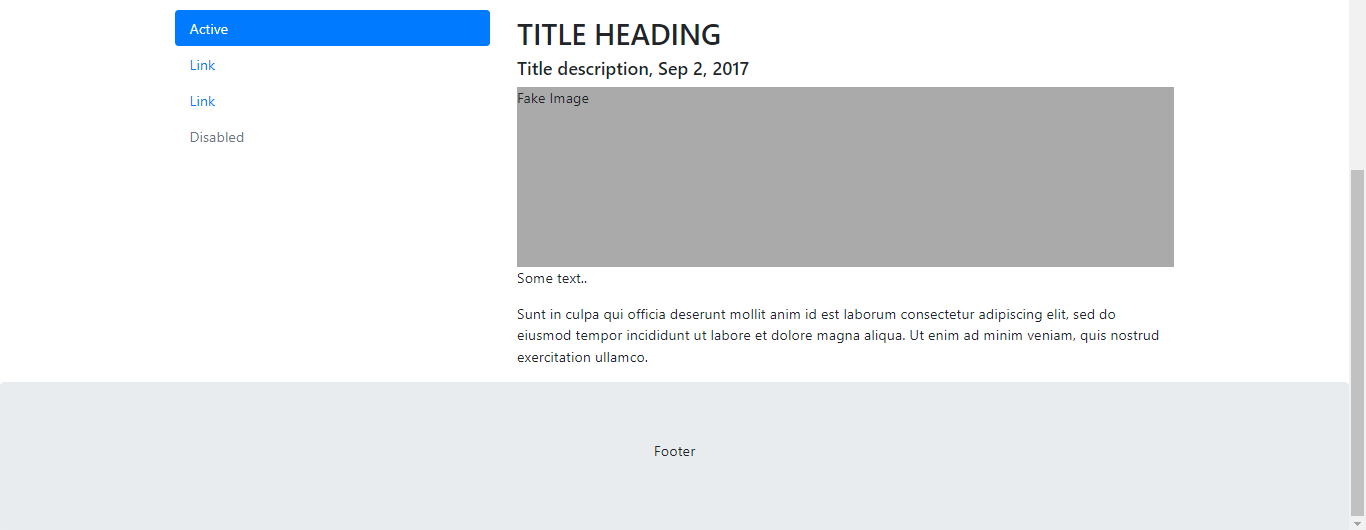 Active
Link
Link
Disabled
TITLE HEADING
Title description, Sep 2, 2017
Fake Image
Some text..
Sunt in culpa qui officia deserunt mollit anim id est laborum consectetur adipiscing elit, sed do
eiusmod tempor incididunt ut labore et dolore magna aliqua. Ut enim ad minim veniam, quis nostrud
exercitation ullamco.
Footer